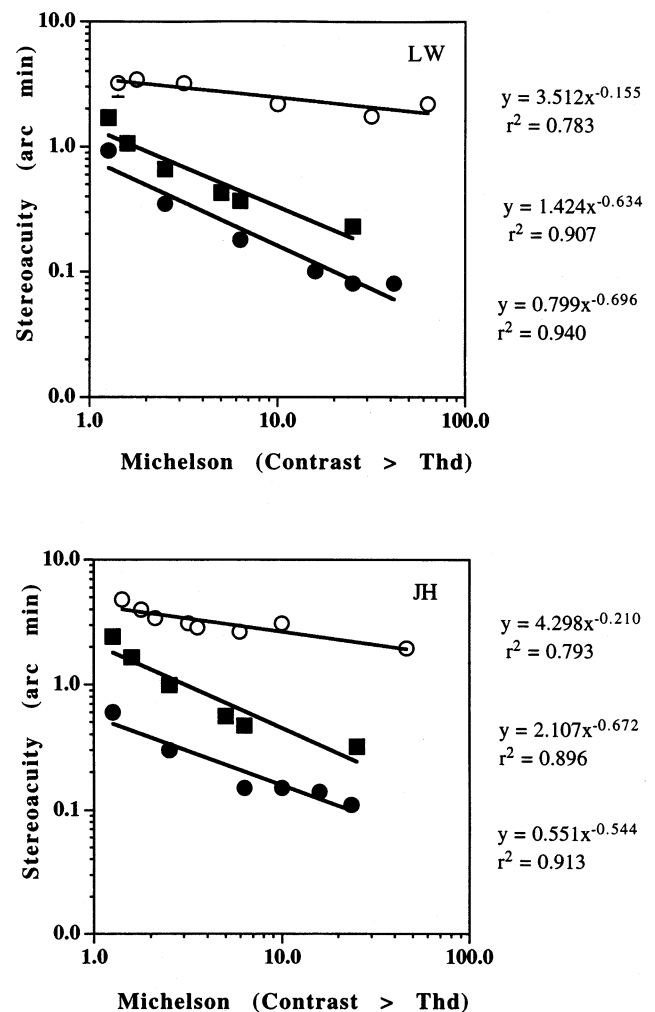 10.0
LW
1.0
0.1
0.0
1.0 10.0 100.0
Stereoacuity (arc min)
Michelson (Contrast > Thd)
y = 3.512x^-0.155
r² = 0.783
y = 1.424x^-0.634
r² = 0.907
y = 0.799x^-0.696
r² = 0.940
10.0
JH
1.0
0.1
0.0
1.0 10.0 100.0
Stereoacuity (arc min)
Michelson (Contrast > Thd)
y = 4.298x^-0.210
r² = 0.793
y = 2.107x^-0.672
r² = 0.896
y = 0.551x^-0.544
r² = 0.913